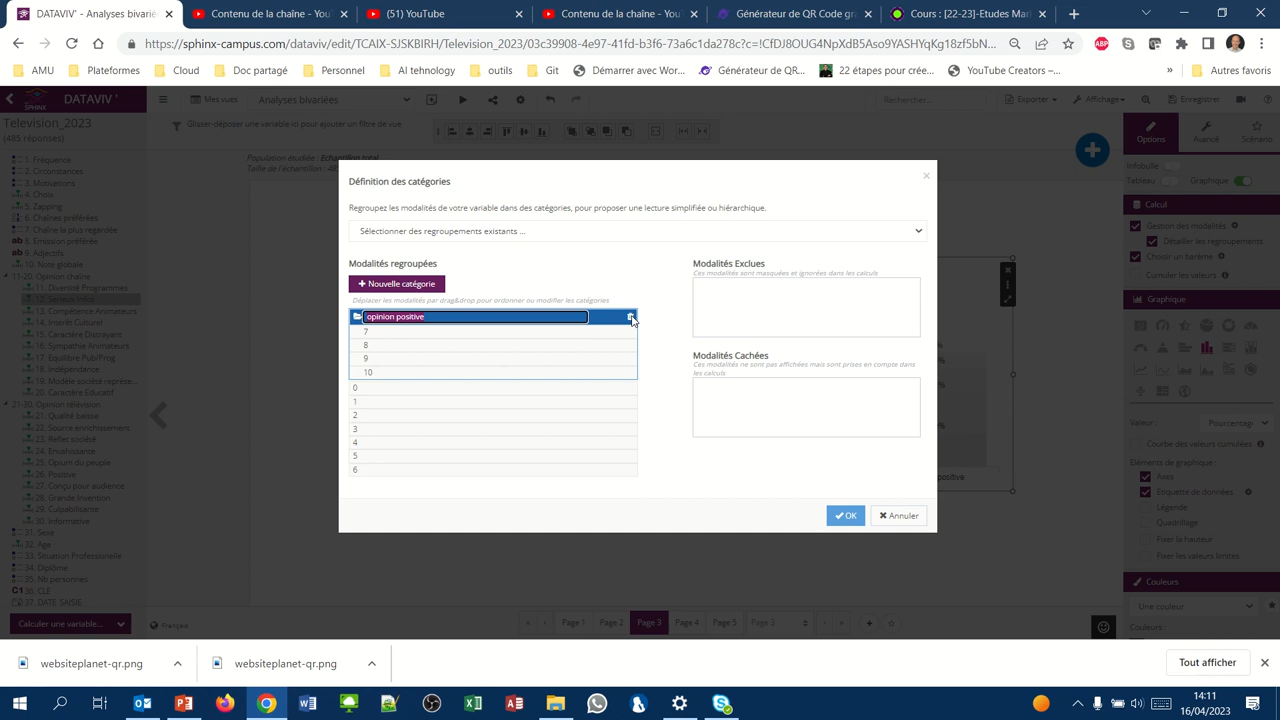 DATAVIV' - Analyses bivariées
Contenu de la chaîne - YouTube
(51) YouTube
Contenu de la chaîne - YouTube
Générateur de QR Code gra
Cours : [22-23]-Etudes Mark
https://sphinx-campus.com/dataviv/edit/TCAIX-SJSKBIRH/Television_2023/03c39908-4e97-41fd-b3f6-73a6c1da278c?c=!CfDJ8OUG4NpXdB5Aso9YASHYqKg18zf5bN...
AMU
Plateformes
Cloud
Doc partagé
Personnel
AI tehnology
outils
Git
Démarrer avec Wor...
Générateur de QR...
22 étapes pour crée...
YouTube Creators –...
»
Autres favoris
SPHINX DATAVIV'
Mes vues
Analyses bivariées
Rechercher...
Exporter
Affichage
Enregistrer
Television_2023
(485 réponses)
Glisser-déposer une variable ici pour ajouter un filtre de vue
Options
Avancé
Scénario
Population étudiée : Echantillon total
Taille de l'échantillon : 48
1. Fréquence
2. Circinstances
3. Motivations
4. Choix
5. Zapping
6. Chaînes préférées
7. Chaîne la plus regardée
8. Emission préférée
9. Adjectifs
10. Note globale
11-20. Opinion chaîne
11. Diversité Programmes
12. Serieux Infos
13. Compétence Animateurs
14. Intérêt Culturel
15. Caractère Distrayant
16. Sympathie Animateurs
17. Equilibre Pub/Prog
18. Indépendance
19. Modèle société représe...
20. Caractère Educatif
21-30. Opinion télévision
21. Qualité baisse
22. Source enrichissement
23. Reflet société
24. Envahissante
25. Opium du peuple
26. Positive
27. Conçu pour audience
28. Grande Invention
29. Culpabilisante
30. Informative
31. Sexe
32. Age
33. Situation Professionelle
34. Diplôme
35. Nb personnes
36. CLE
37. DATE_SAISIE
Calculer une variable...
Français
Définition des catégories
×
Regroupez les modalités de votre variable dans des catégories, pour proposer une lecture simplifiée ou hiérarchique.
Sélectionner des regroupements existants ...
Modalités regroupées
+ Nouvelle catégorie
Déplacer les modalités par drag&drop pour ordonner ou modifier les catégories
opinion positive
7
8
9
10
0
1
2
3
4
5
6
Modalités Exclues
Ces modalités sont masquées et ignorées dans les calculs
Modalités Cachées
Ces modalités ne sont pas affichées mais sont prises en compte dans
les calculs
OK
Annuler
positive
Infobulle
Tableau
Graphique
Calcul
Gestion des modalités
Détailler les regroupements
Choisir un barème
Cumuler les valeurs
Graphique
Valeur :
Pourcentage
Courbe des valeurs cumulées
Eléments de graphique :
Axes
Etiquette de données
Légende
Quadrillage
Fixer la hauteur
Fixer les valeurs limites
Couleurs
Une couleur
Couleurs:
« ‹ Page 1 Page 2 Page 3 Page 4 Page 5 Page 3 › » +
websiteplanet-qr.png
websiteplanet-qr.png
Tout afficher
14:11
16/04/2023